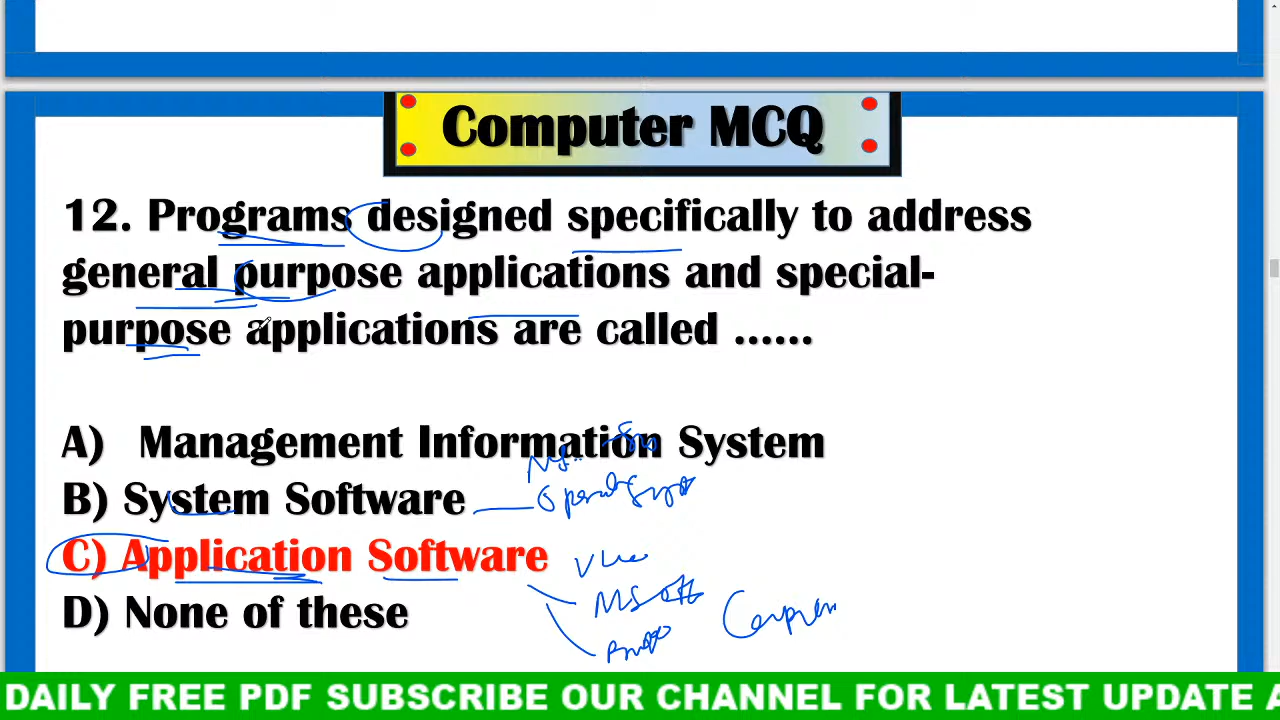 Computer MCQ
12. Programs designed specifically to address
general purpose applications and special-
purpose applications are called ......
A) Management Information System
B) System Software
C) Application Software
D) None of these
MS off
DAILY FREE PDF SUBSCRIBE OUR CHANNEL FOR LATEST UPDATE A